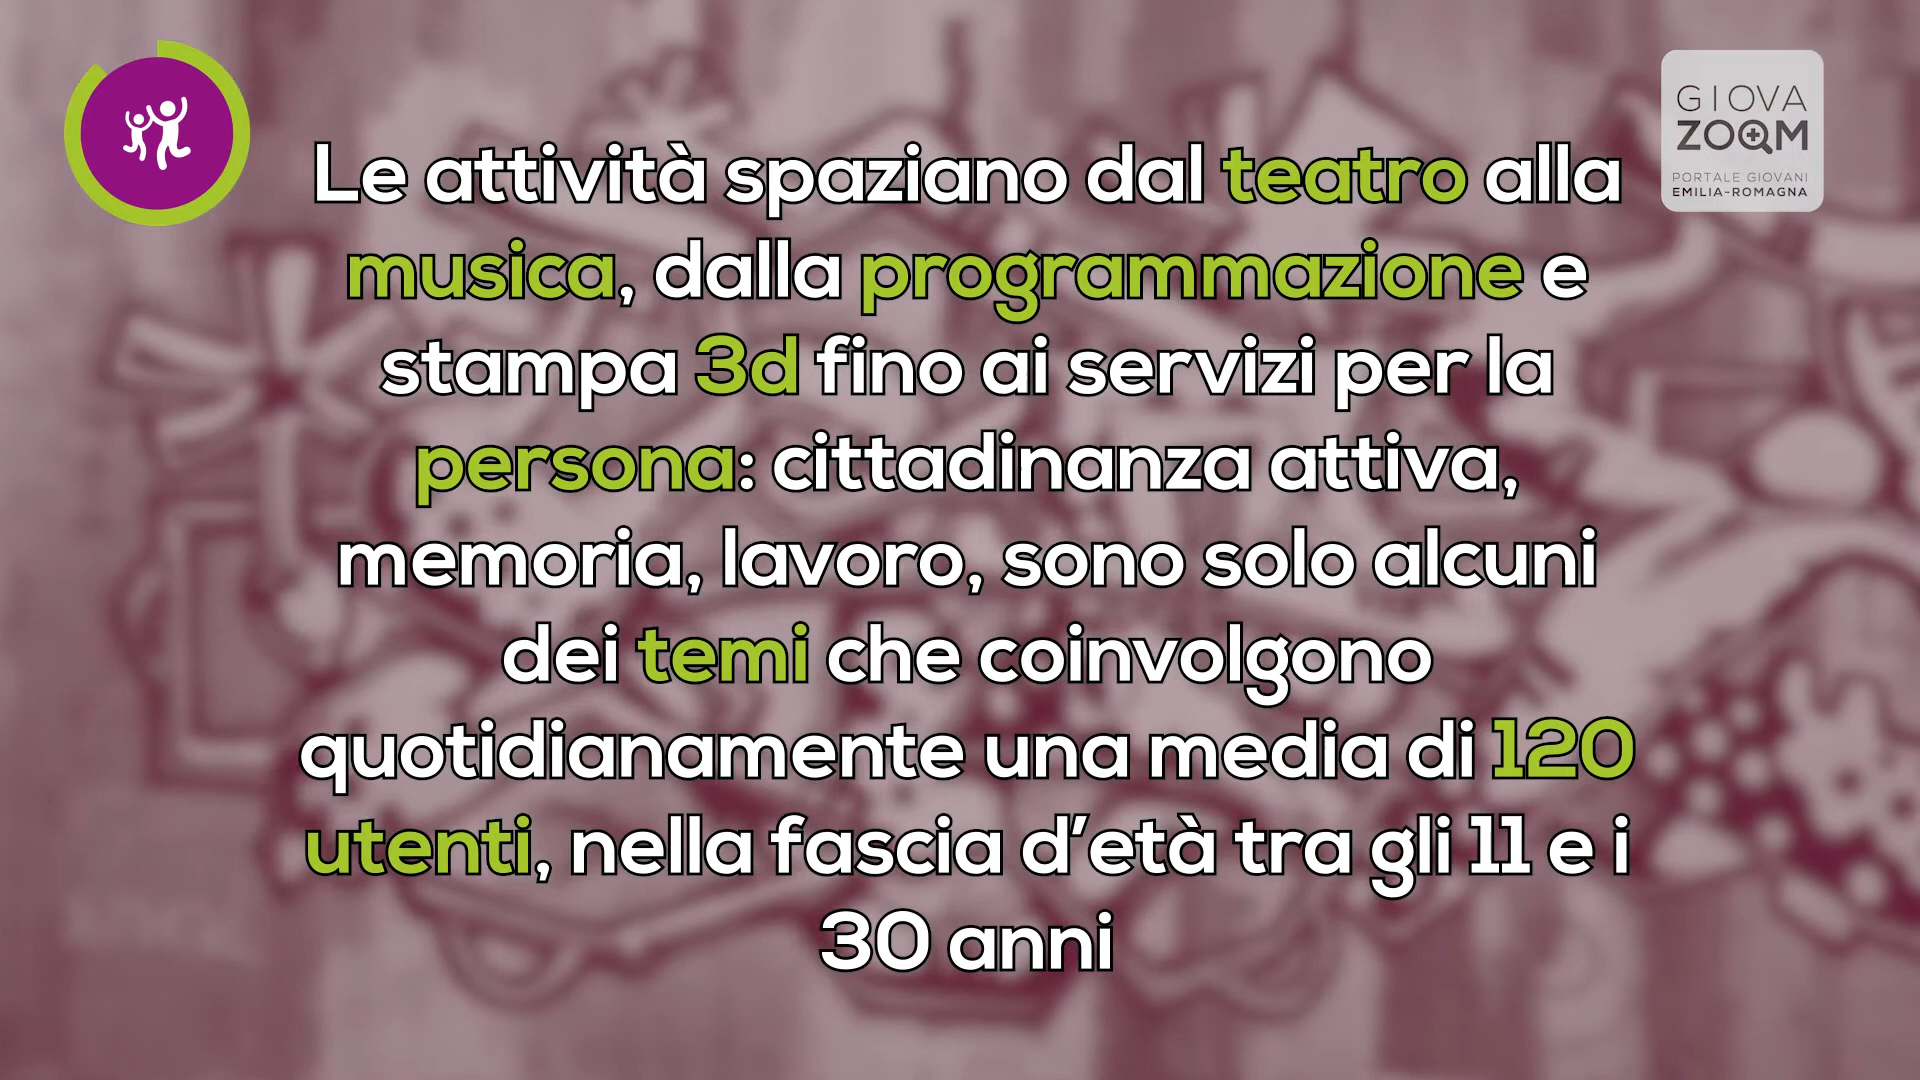 GIOVA
ZOOM
PORTALE GIOVANI
EMILIA-ROMAGNA
Le attività spaziano dal teatro alla
musica, dalla programmazione e
stampa 3d fino ai servizi per la
persona: cittadinanza attiva,
memoria, lavoro, sono solo alcuni
dei temi che coinvolgono
quotidianamente una media di 120
utenti, nella fascia d’età tra gli 11 e i
30 anni